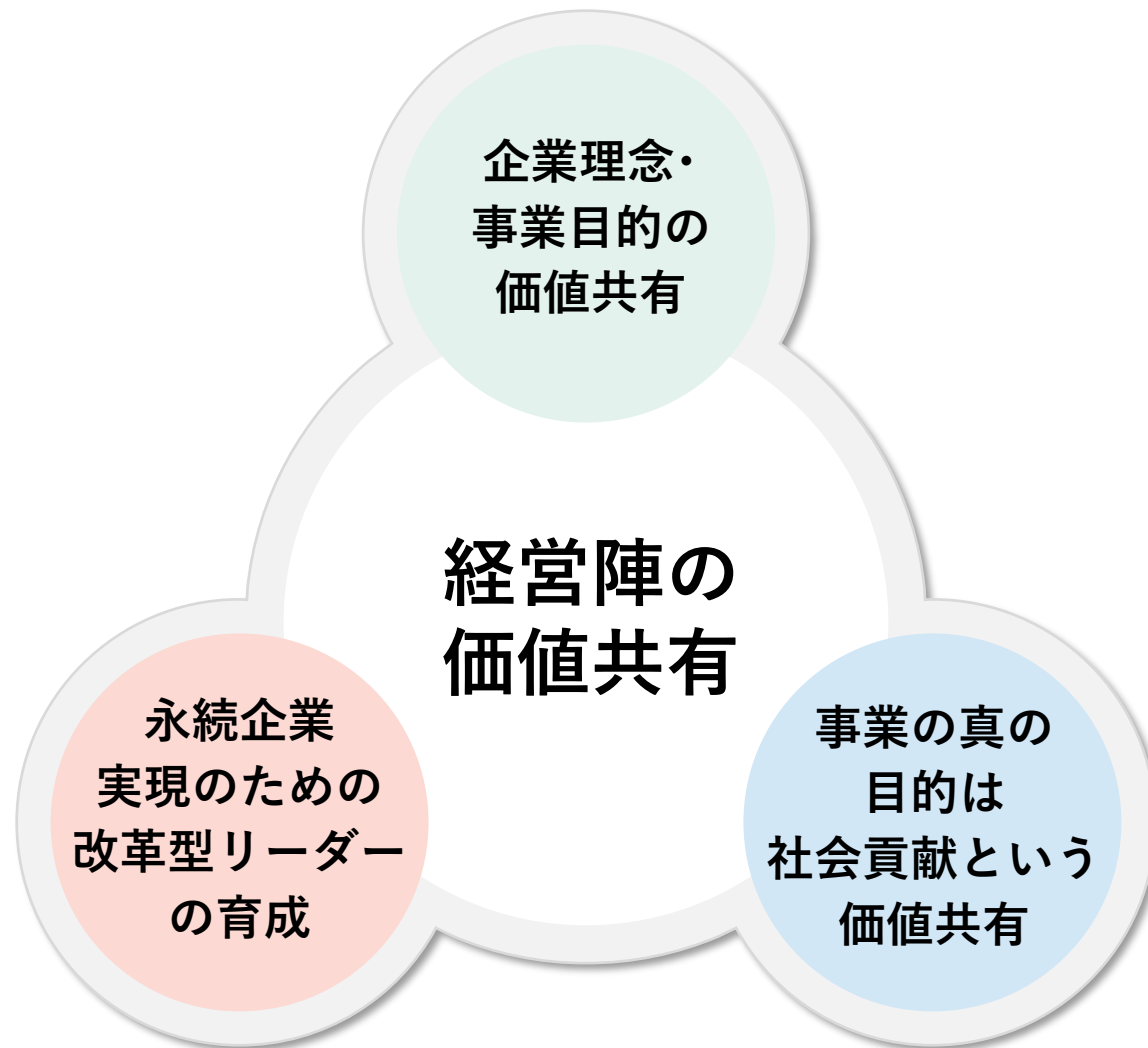 企業理念・
事業目的の
価値共有
経営陣の
価値共有
永続企業
実現のための
改革型リーダー
の育成
事業の真の
目的は
社会貢献という
価値共有